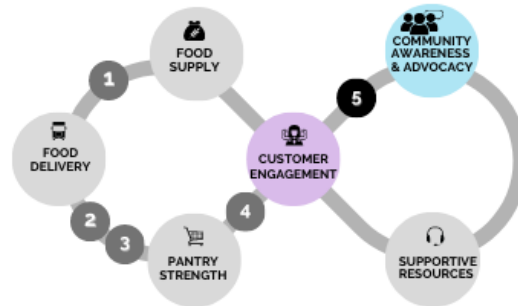 FOOD
SUPPLY
1
FOOD
DELIVERY
2
3
PANTRY
STRENGTH
4
CUSTOMER
ENGAGEMENT
5
COMMUNITY
AWARENESS
& ADVOCACY
SUPPORTIVE
RESOURCES